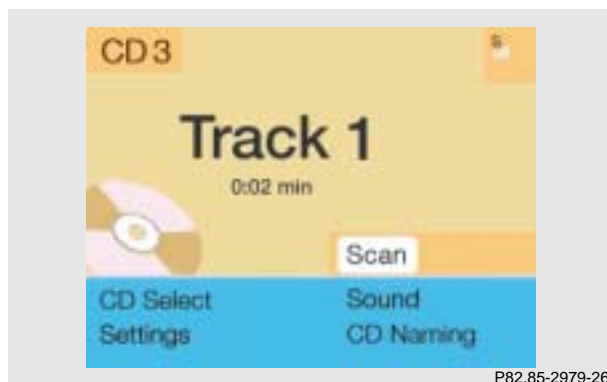 CD 3
S
Track 1
0:02 min
Scan
CD Select
Sound
Settings
CD Naming
P82.85-2979-26